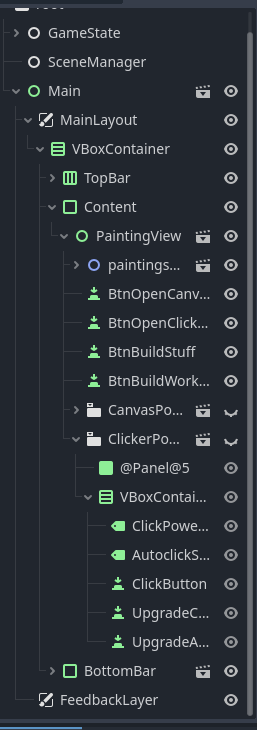 GameState
SceneManager
Main
MainLayout
VBoxContainer
TopBar
Content
PaintingView
paintings...
BtnOpenCanv...
BtnOpenClick...
BtnBuildStuff
BtnBuildWork...
CanvasPo...
ClickerPo...
@Panel@5
VBoxContai...
ClickPowe...
AutoclickS...
ClickButton
UpgradeC...
UpgradeA...
BottomBar
FeedbackLayer